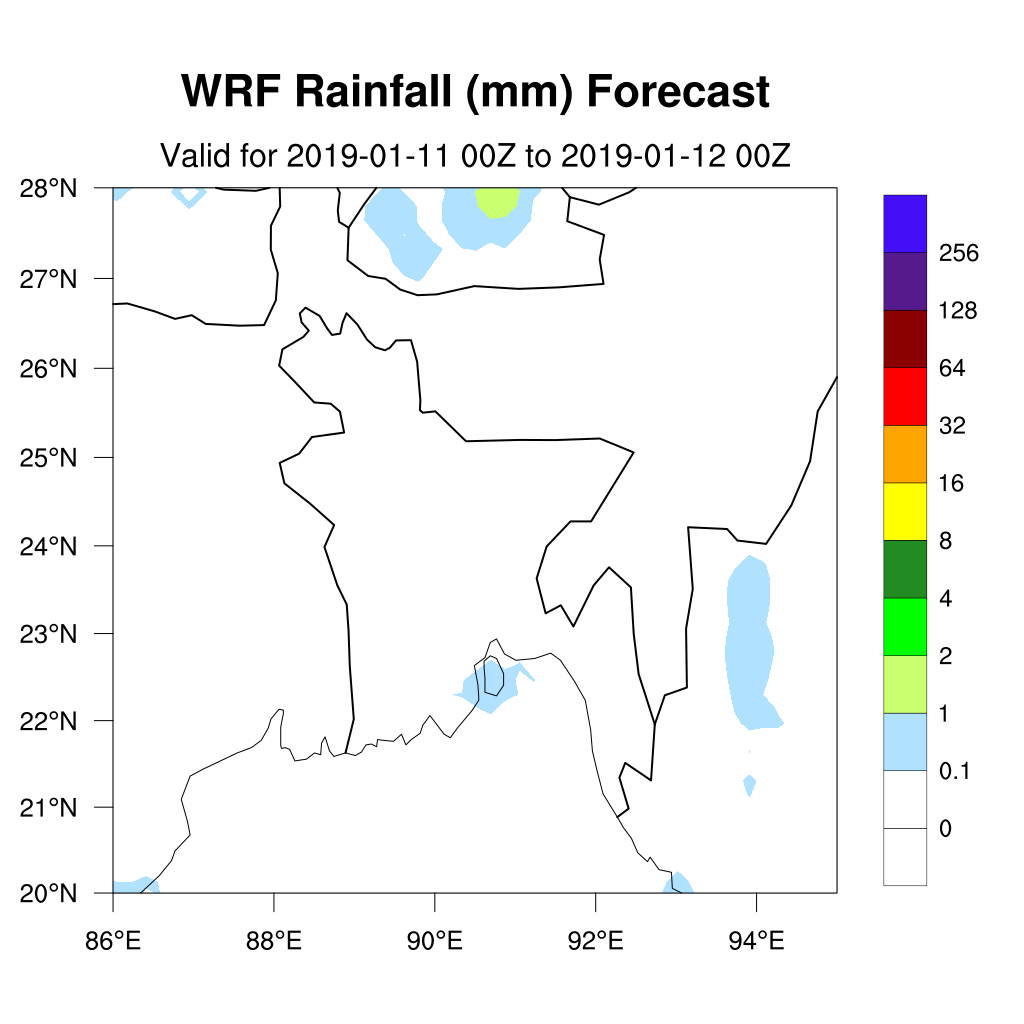 WRF Rainfall (mm) Forecast
Valid for 2019-01-11 00Z to 2019-01-12 00Z
28°N
27°N
26°N
25°N
24°N
23°N
22°N
21°N
20°N
86°E 88°E 90°E 92°E 94°E
256
128
64
32
16
8
4
2
1
0.1
0